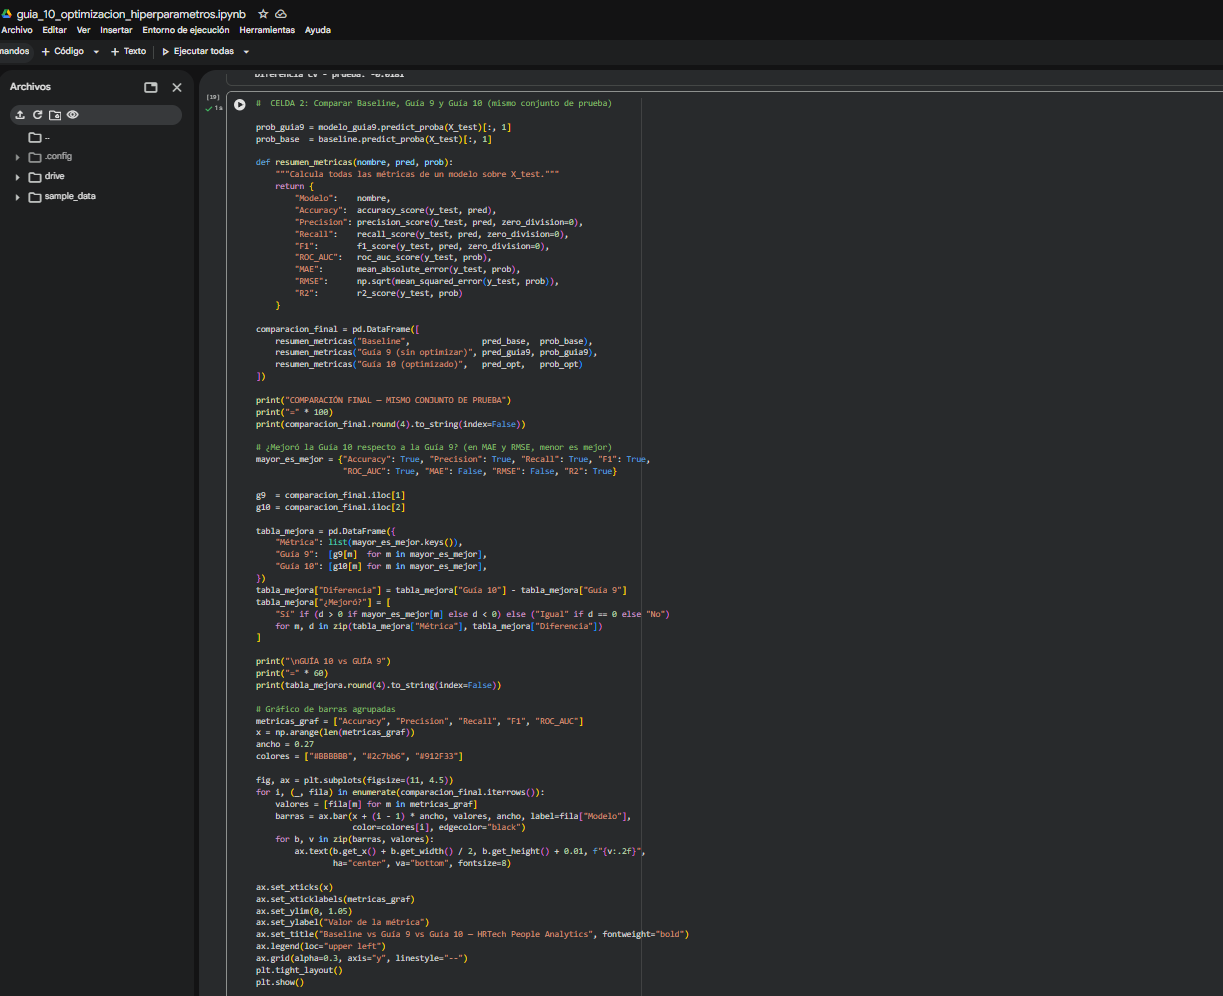 guia_10_optimizacion_hiperparametros.ipynb
Archivo Editar Ver Insertar Entorno de ejecución Herramientas Ayuda
mandos + Código + Texto Ejecutar todas
Archivos
..
.config
drive
sample_data
Diferencia CV - prueba: -0.0181
[19]
1 s
# CELDA 2: Comparar Baseline, Guía 9 y Guía 10 (mismo conjunto de prueba)
prob_guia9 = modelo_guia9.predict_proba(X_test)[:, 1]
prob_base  = baseline.predict_proba(X_test)[:, 1]
def resumen_metricas(nombre, pred, prob):
    """Calcula todas las métricas de un modelo sobre X_test."""
    return {
        "Modelo":    nombre,
        "Accuracy":  accuracy_score(y_test, pred),
        "Precision": precision_score(y_test, pred, zero_division=0),
        "Recall":    recall_score(y_test, pred, zero_division=0),
        "F1":        f1_score(y_test, pred, zero_division=0),
        "ROC_AUC":   roc_auc_score(y_test, prob),
        "MAE":       mean_absolute_error(y_test, prob),
        "RMSE":      np.sqrt(mean_squared_error(y_test, prob)),
        "R2":        r2_score(y_test, prob)
    }
comparacion_final = pd.DataFrame([
    resumen_metricas("Baseline",               pred_base,  prob_base),
    resumen_metricas("Guía 9 (sin optimizar)", pred_guia9, prob_guia9),
    resumen_metricas("Guía 10 (optimizado)",   pred_opt,   prob_opt)
])
print("COMPARACIÓN FINAL — MISMO CONJUNTO DE PRUEBA")
print("=" * 100)
print(comparacion_final.round(4).to_string(index=False))
# ¿Mejoró la Guía 10 respecto a la Guía 9? (en MAE y RMSE, menor es mejor)
mayor_es_mejor = {"Accuracy": True, "Precision": True, "Recall": True, "F1": True,
                  "ROC_AUC": True, "MAE": False, "RMSE": False, "R2": True}
g9  = comparacion_final.iloc[1]
g10 = comparacion_final.iloc[2]
tabla_mejora = pd.DataFrame({
    "Métrica": list(mayor_es_mejor.keys()),
    "Guía 9":  [g9[m]  for m in mayor_es_mejor],
    "Guía 10": [g10[m] for m in mayor_es_mejor],
})
tabla_mejora["Diferencia"] = tabla_mejora["Guía 10"] - tabla_mejora["Guía 9"]
tabla_mejora["¿Mejoró?"] = [
    "Sí" if (d > 0 if mayor_es_mejor[m] else d < 0) else ("Igual" if d == 0 else "No")
    for m, d in zip(tabla_mejora["Métrica"], tabla_mejora["Diferencia"])
]
print("\nGUÍA 10 vs GUÍA 9")
print("=" * 60)
print(tabla_mejora.round(4).to_string(index=False))
# Gráfico de barras agrupadas
metricas_graf = ["Accuracy", "Precision", "Recall", "F1", "ROC_AUC"]
x = np.arange(len(metricas_graf))
ancho = 0.27
colores = ["#BBBBBB", "#2c7bb6", "#912F33"]
fig, ax = plt.subplots(figsize=(11, 4.5))
for i, (_, fila) in enumerate(comparacion_final.iterrows()):
    valores = [fila[m] for m in metricas_graf]
    barras = ax.bar(x + (i - 1) * ancho, valores, ancho, label=fila["Modelo"],
                    color=colores[i], edgecolor="black")
    for b, v in zip(barras, valores):
        ax.text(b.get_x() + b.get_width() / 2, b.get_height() + 0.01, f"{v:.2f}",
                ha="center", va="bottom", fontsize=8)
ax.set_xticks(x)
ax.set_xticklabels(metricas_graf)
ax.set_ylim(0, 1.05)
ax.set_ylabel("Valor de la métrica")
ax.set_title("Baseline vs Guía 9 vs Guía 10 — HRTech People Analytics", fontweight="bold")
ax.legend(loc="upper left")
ax.grid(alpha=0.3, axis="y", linestyle="--")
plt.tight_layout()
plt.show()